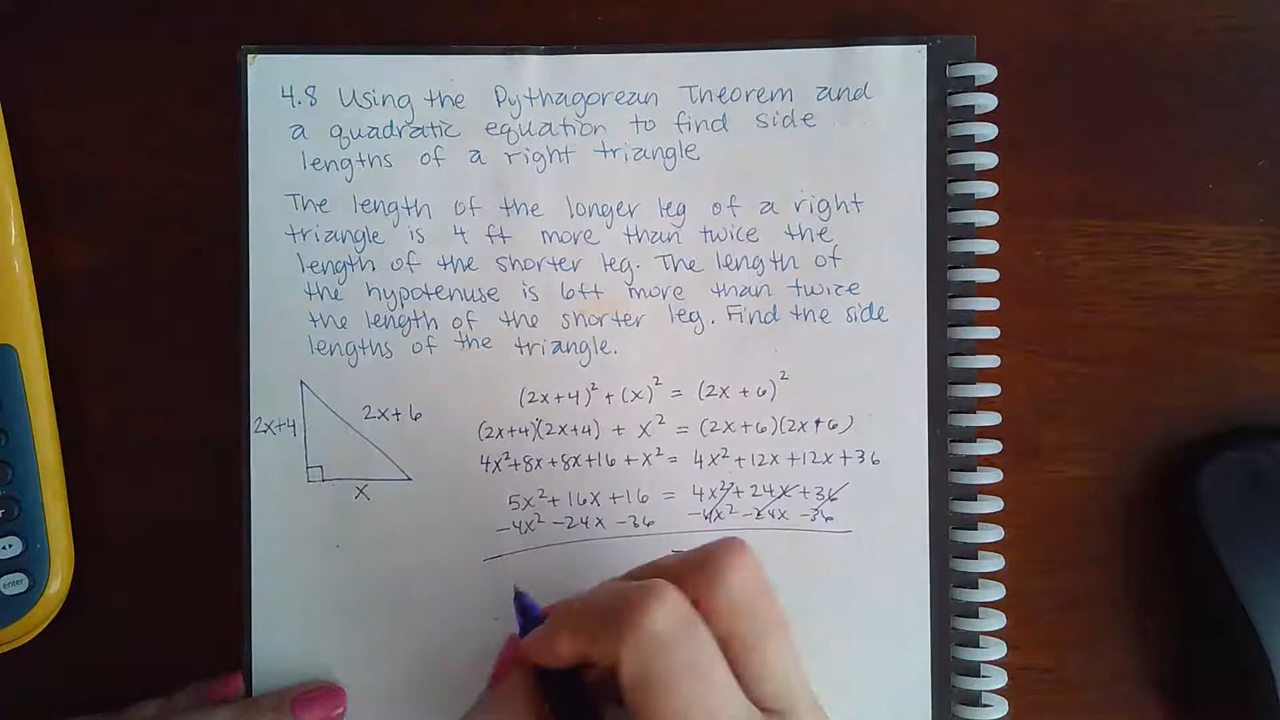 4.8 Using the Pythagorean Theorem and
a quadratic equation to find side
lengths of a right triangle
The length of the longer leg of a right
triangle is 4 ft more than twice the
length of the shorter leg. The length of
the hypotenuse is 6ft more than twice
the length of the shorter leg. Find the side
lengths of the triangle.
2x+4
2x+6
x
(2x+4)² + (x)² = (2x+6)²
(2x+4)(2x+4) + x² = (2x+6)(2x+6)
4x²+8x+8x+16 +x² = 4x²+12x+12x+36
5x²+16x+16 = 4x²+24x+36
-4x²-24x-36 -4x²-24x-36
=
enter